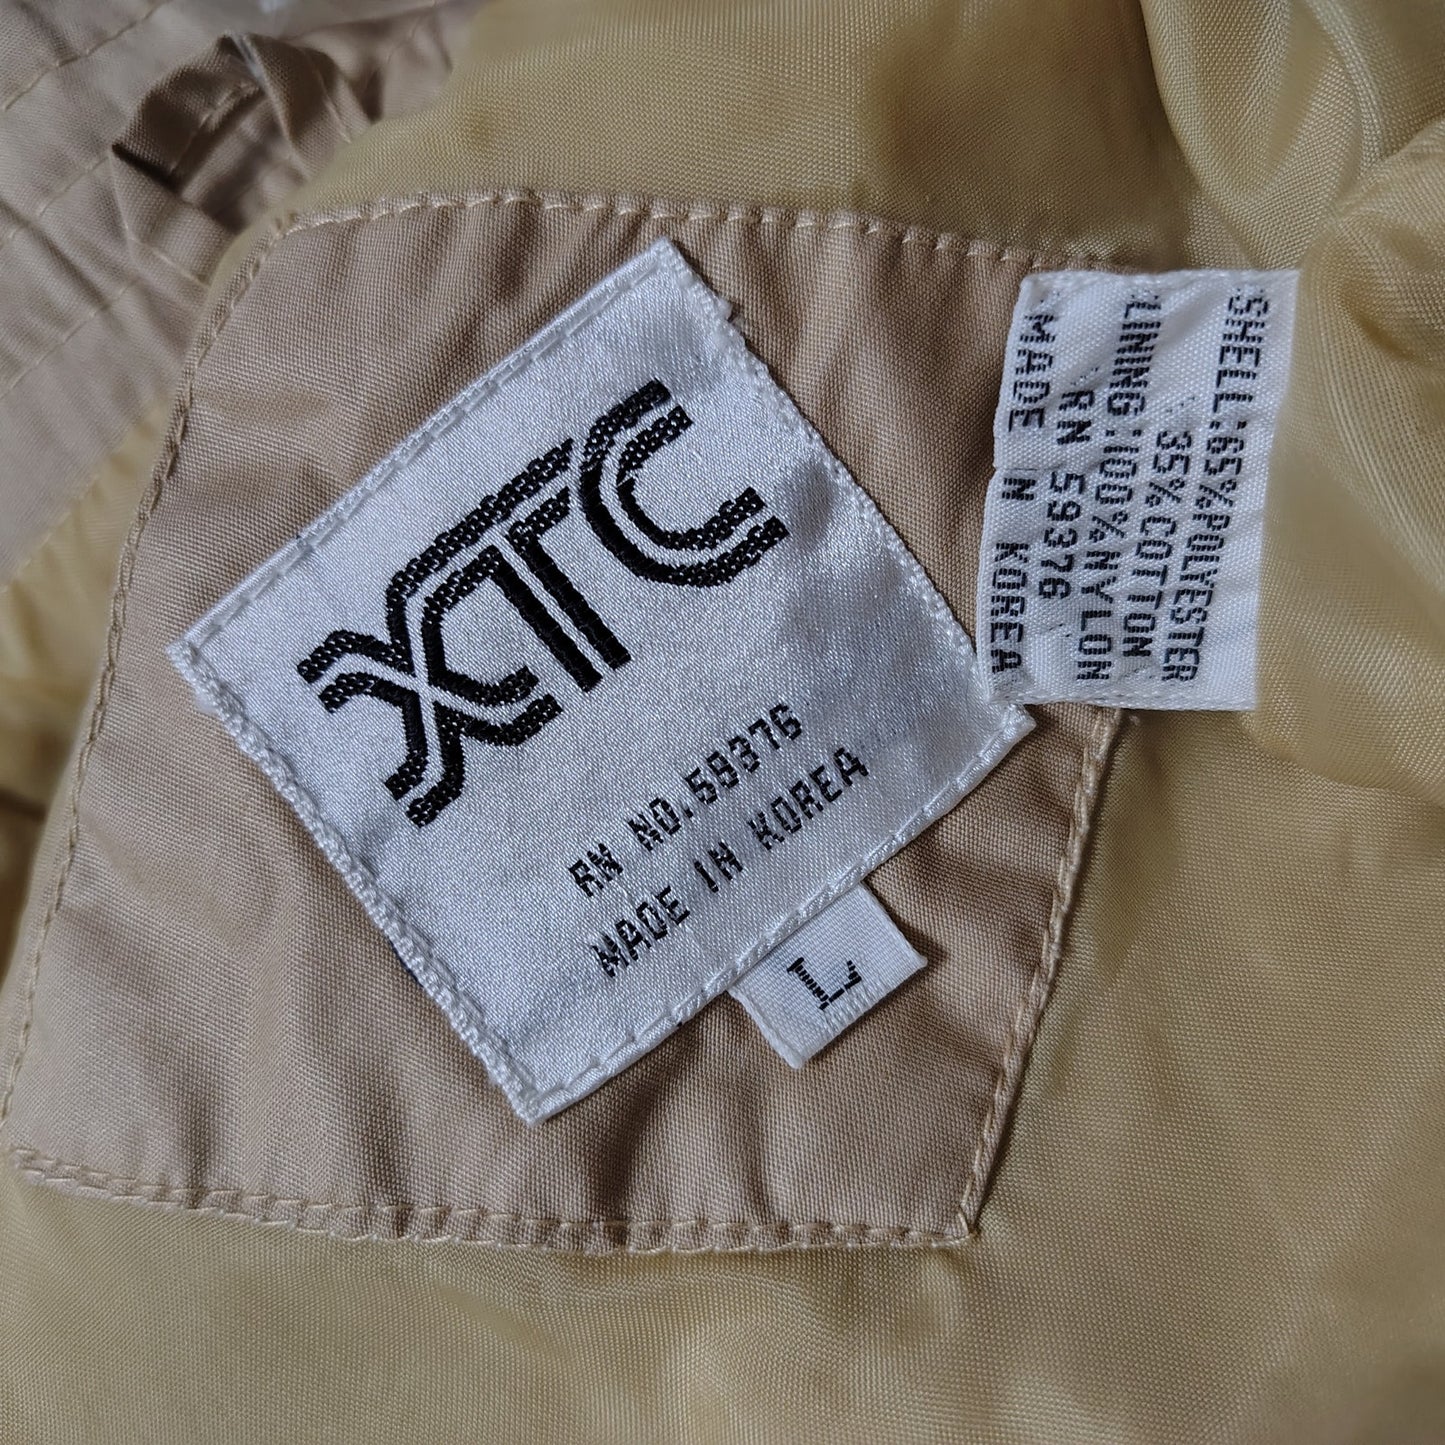 XTC
RN NO.59376
MADE IN KOREA
L
SHELL:65%POLYESTER
35%COTTON
LINING:100%NYLON
RN 59376
MADE IN KOREA